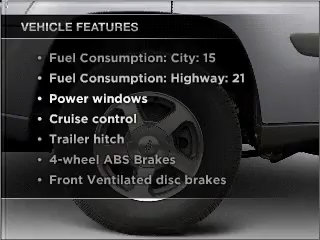 VEHICLE FEATURES
• Fuel Consumption: City: 15
• Fuel Consumption: Highway: 21
• Power windows
• Cruise control
• Trailer hitch
• 4-wheel ABS Brakes
• Front Ventilated disc brakes